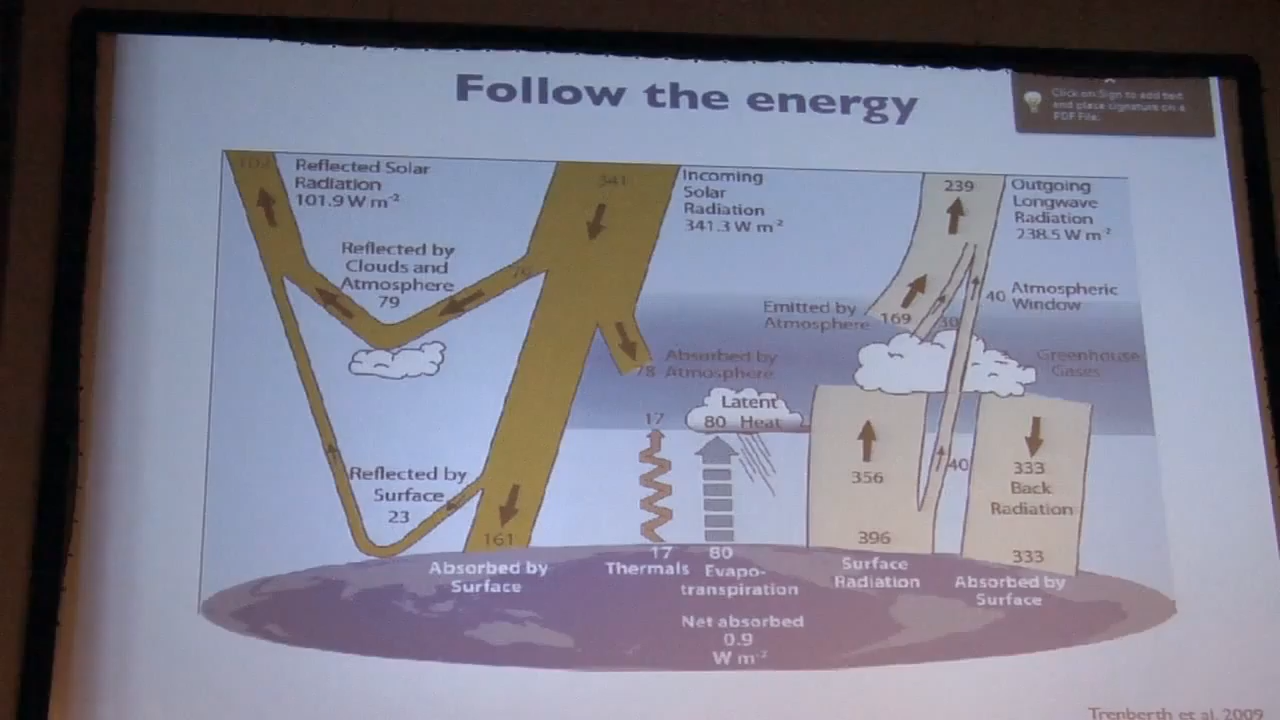 Follow the energy
Click on Sign to add text
and place signature on a
PDF File.
102
Reflected Solar
Radiation
101.9 W m-2
341
Incoming
Solar
Radiation
341.3 W m-2
239
Outgoing
Longwave
Radiation
238.5 W m-2
Reflected by
Clouds and
Atmosphere
79
79
Emitted by
Atmosphere
169
30
40
Atmospheric
Window
Greenhouse
Gases
Absorbed by
78 Atmosphere
17
Latent
80 Heat
Reflected by
Surface
23
161
Absorbed by
Surface
17
Thermals
80
Evapo-
transpiration
356
40
396
Surface
Radiation
333
Back
Radiation
333
Absorbed by
Surface
Net absorbed
0.9
W m-2
Trenberth et al 2009